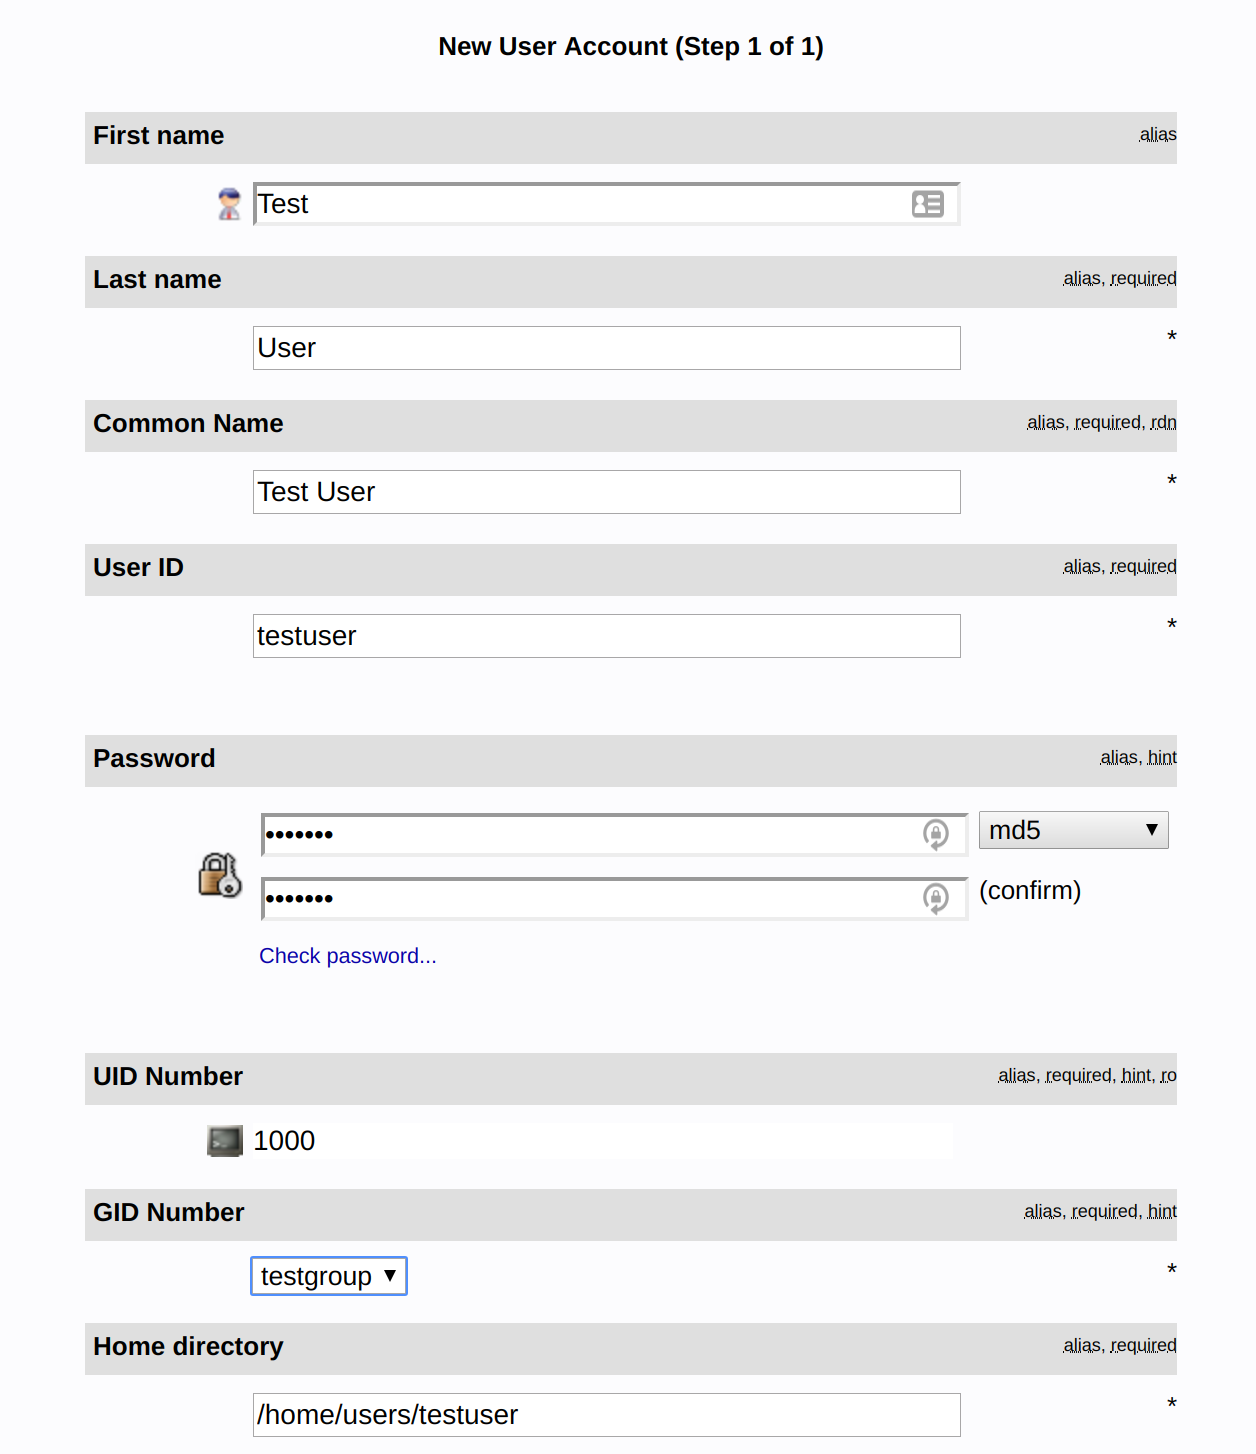 New User Account (Step 1 of 1)
First name alias
Test
Last name alias, required
User *
Common Name alias, required, rdn
Test User *
User ID alias, required
testuser *
Password alias, hint
••••••• md5
••••••• (confirm)
Check password...
UID Number alias, required, hint, ro
1000
GID Number alias, required, hint
testgroup *
Home directory alias, required
/home/users/testuser *